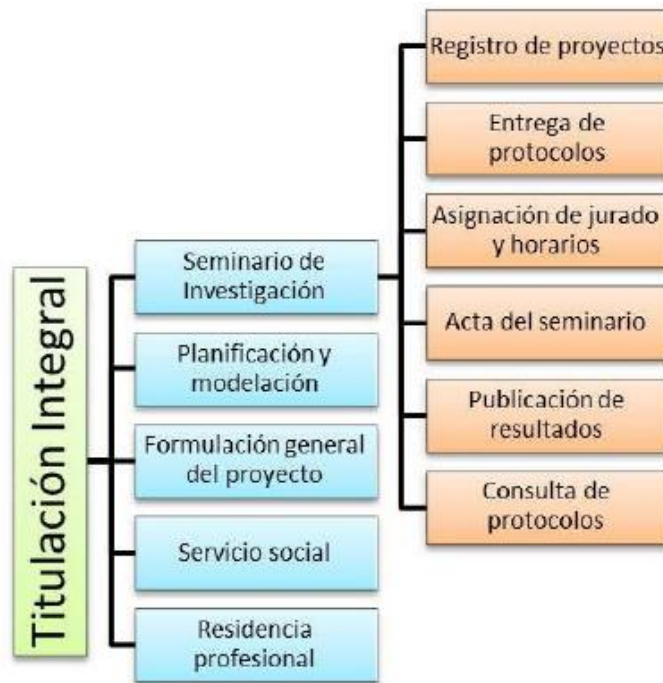 Titulación Integral
Seminario de
Investigación
Planificación y
modelación
Formulación general
del proyecto
Servicio social
Residencia
profesional
Registro de proyectos
Entrega de
protocolos
Asignación de jurado
y horarios
Acta del seminario
Publicación de
resultados
Consulta de
protocolos